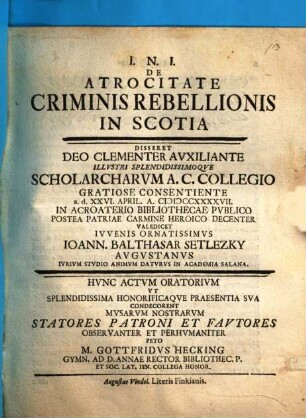 I. N. I.
DE
ATROCITATE
CRIMINIS REBELLIONIS
IN SCOTIA
DISSERET
DEO CLEMENTER AVXILIANTE
ILLVSTRI SPLENDIDISSIMOQVE
SCHOLARCHARVM A. C. COLLEGIO
GRATIOSE CONSENTIENTE
a. d. XXVI. APRIL. A. CIƆIƆCCXXXXVII.
IN ACROATERIO BIBLIOTHECAE PVBLICO
POSTEA PATRIAE CARMINE HEROICO DECENTER
VALEDICET
IVVENIS ORNATISSIMVS
IOANN. BALTHASAR SETLEZKY
AVGVSTANVS
IVRIVM STVDIO ANIMVM DATVRVS IN ACADEMIA SALANA.
HVNC ACTVM ORATORIVM
VT
SPLENDIDISSIMA HONORIFICAQVE PRAESENTIA SVA
CONDECORENT
MVSARVM NOSTRARVM
STATORES PATRONI ET FAVTORES
OBSERVANTER ET PERHVMANITER
PETO
M. GOTTFRIDVS HECKING
GYMN. AD D. ANNAE RECTOR BIBLIOTHEC. P.
ET SOC. LAT. IEN. COLLEGA HONOR.
Augustae Vindel. Literis Finkianis.